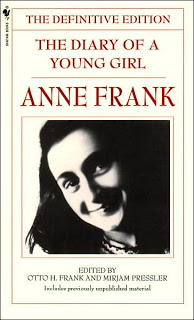 THE DEFINITIVE EDITION
THE DIARY OF A
YOUNG GIRL
ANNE FRANK
EDITED BY
OTTO H. FRANK AND MIRJAM PRESSLER
Includes previously unpublished material